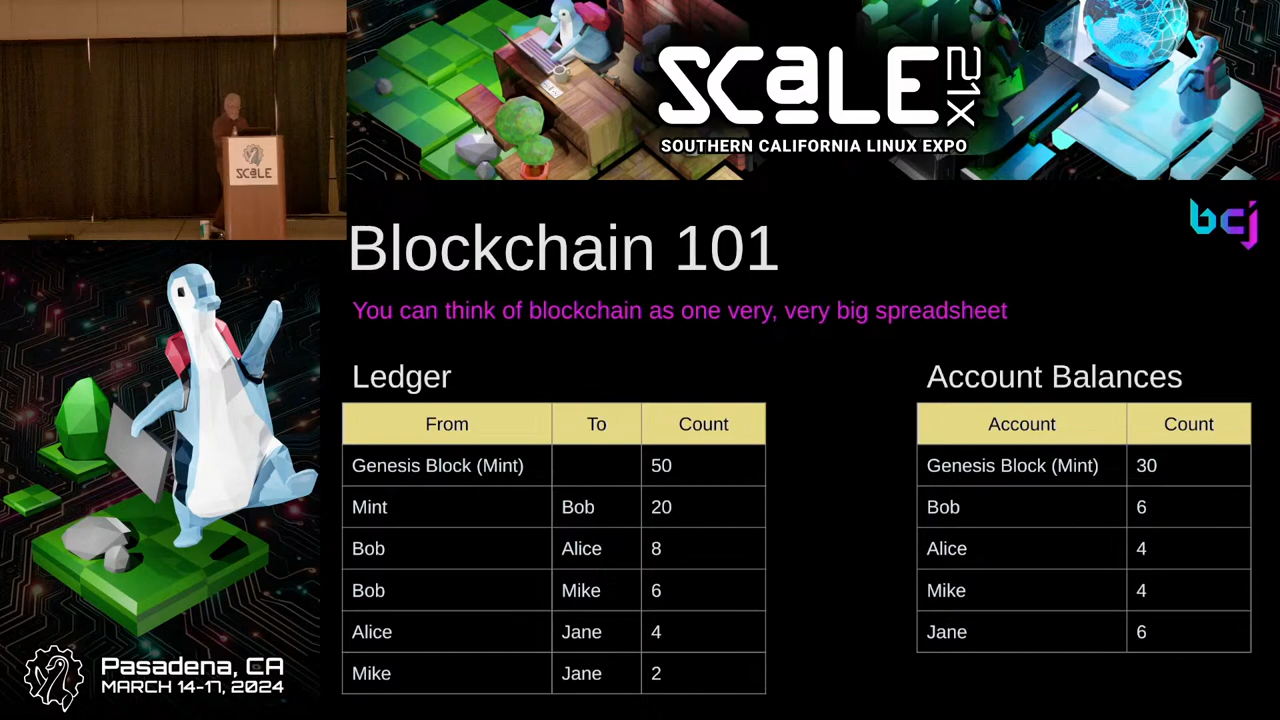 SCaLE 21x
SOUTHERN CALIFORNIA LINUX EXPO
SCaLE
bcj
Blockchain 101
You can think of blockchain as one very, very big spreadsheet
Ledger
From To Count
Genesis Block (Mint) 50
Mint Bob 20
Bob Alice 8
Bob Mike 6
Alice Jane 4
Mike Jane 2
Account Balances
Account Count
Genesis Block (Mint) 30
Bob 6
Alice 4
Mike 4
Jane 6
Pasadena, CA
MARCH 14-17, 2024